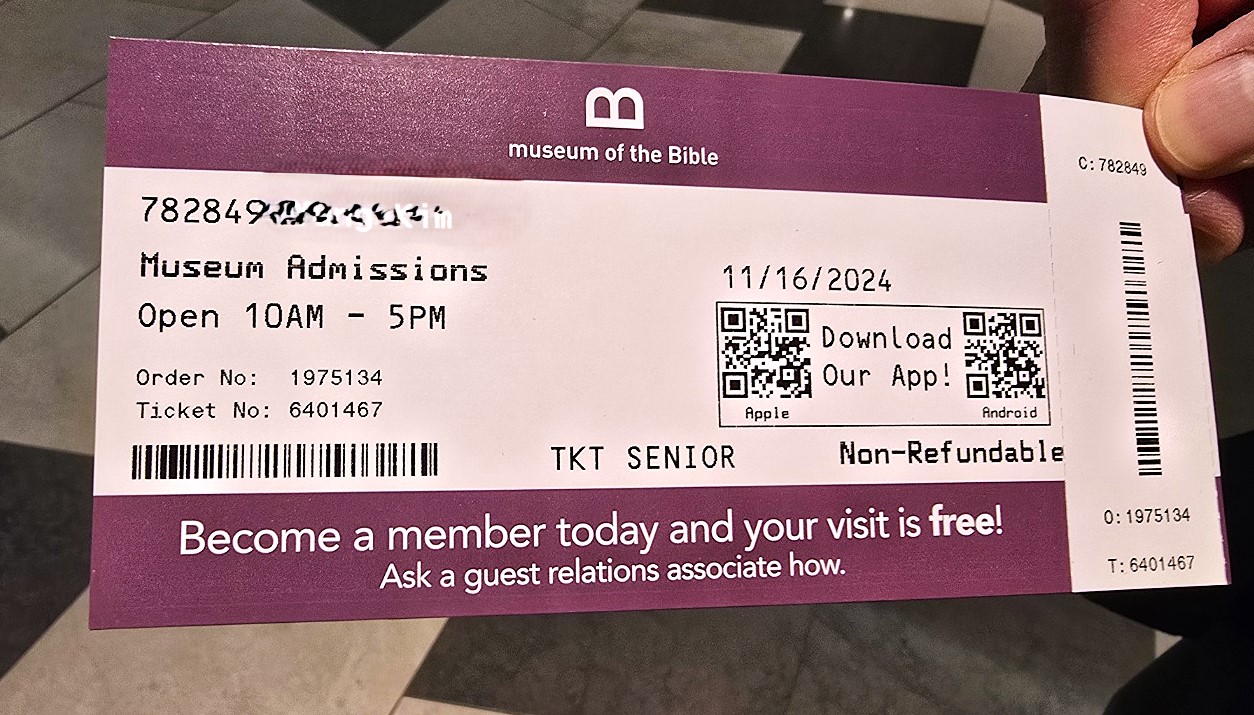 B
museum of the Bible
782849
Museum Admissions
Open 10AM - 5PM
Order No: 1975134
Ticket No: 6401467
11/16/2024
Download
Our App!
Apple
Android
TKT SENIOR
Non-Refundable
Become a member today and your visit is free!
Ask a guest relations associate how.
C:782849
O:1975134
T:6401467